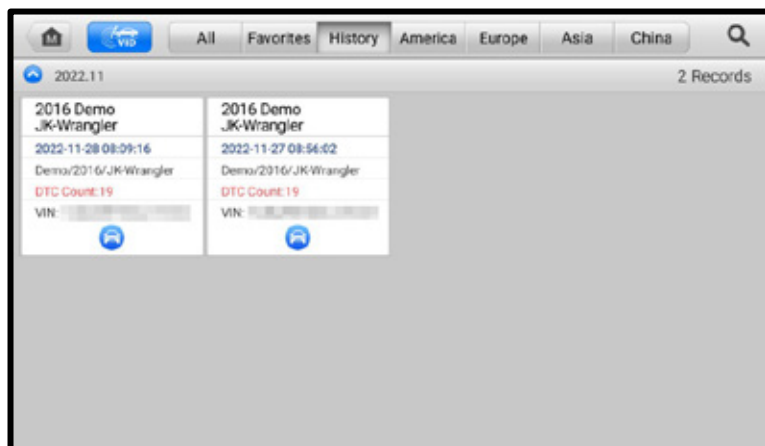 VID All Favorites History America Europe Asia China
2022.11 2 Records
2016 Demo
JK-Wrangler
2022-11-28 08:09:16
Demo/2016/JK-Wrangler
DTC Count:19
VIN:
2016 Demo
JK-Wrangler
2022-11-27 08:56:02
Demo/2016/JK-Wrangler
DTC Count:19
VIN: